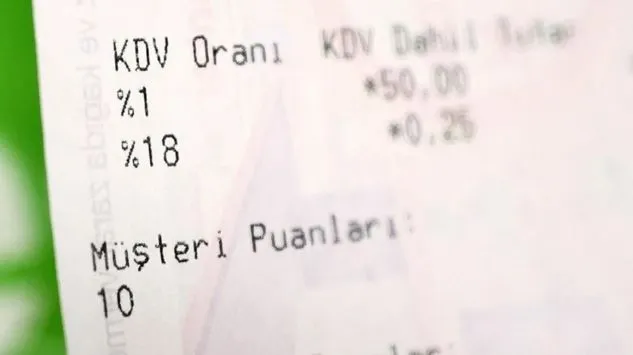 KDV Oranı KDV Dahil Tutar
%1 *50,00
%18 *0,25
Müşteri Puanları:
10